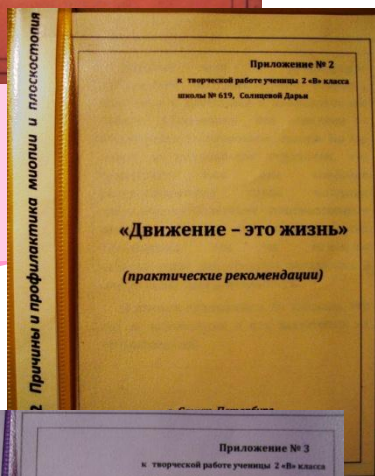 2 Причины и профилактика миопии и плоскостопия
Приложение № 2
к творческой работе ученицы 2 «В» класса
школы № 619, Солнцевой Дарьи
«Движение – это жизнь»
(практические рекомендации)
Приложение № 3
к творческой работе ученицы 2 «В» класса